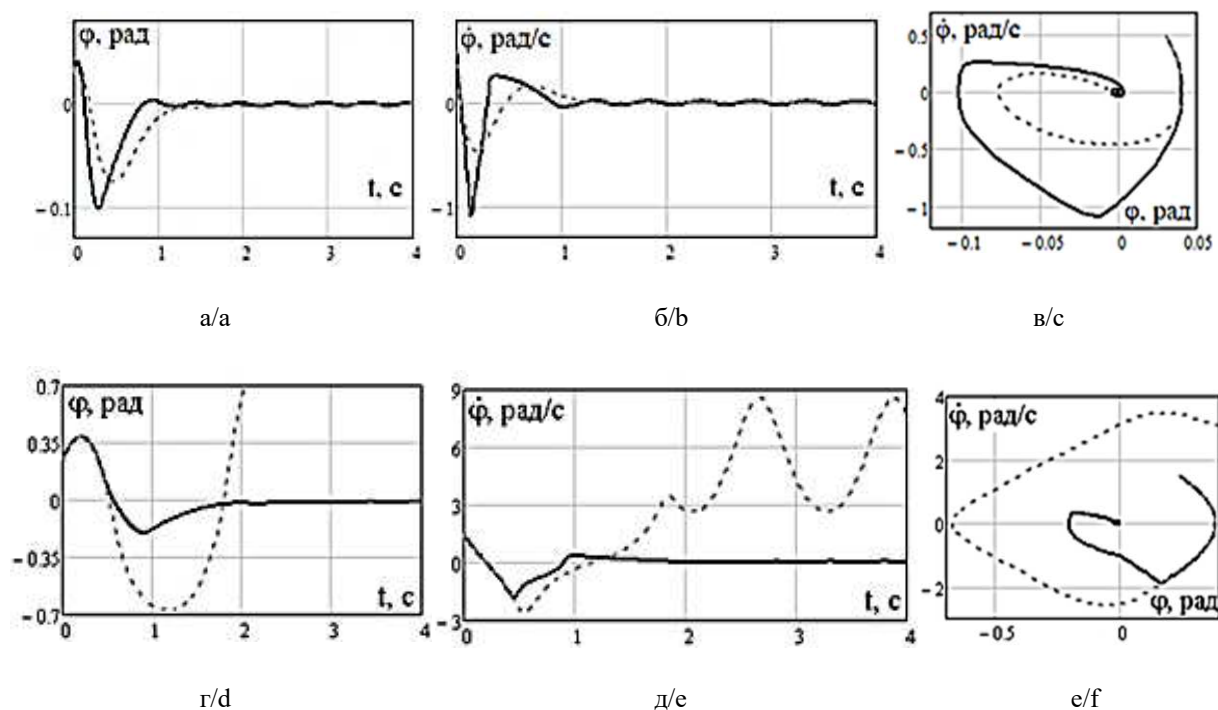 φ, рад
0
−0.1
t, с
0 1 2 3 4
φ̇, рад/с
0
−1
t, с
0 1 2 3 4
φ̇, рад/с
0.5
0
−0.5
−1
φ, рад
−0.1 −0.05 0 0.05
а/a
б/b
в/c
0.7
φ, рад
0.35
0
−0.35
−0.7
t, с
0 1 2 3 4
9
φ̇, рад/с
6
3
0
−3
t, с
0 1 2 3 4
4
φ̇, рад/с
2
0
−2
φ, рад
−0.5 0
г/d
д/e
е/f